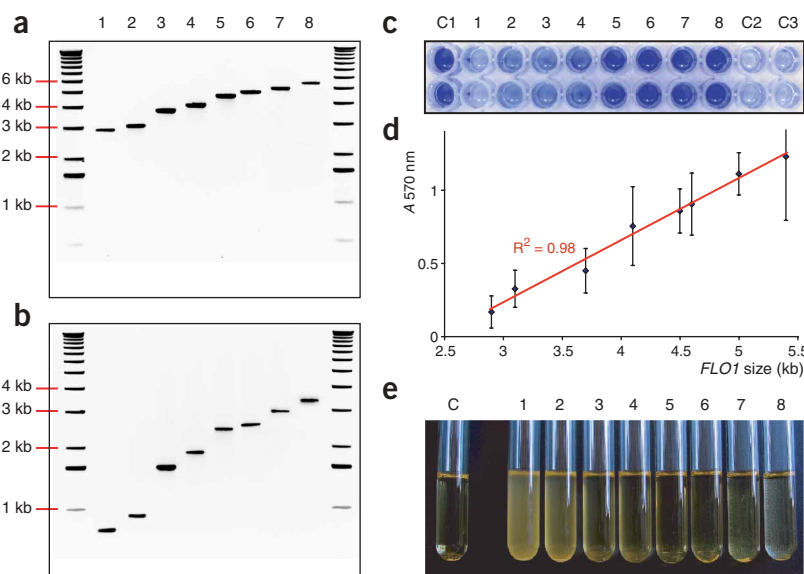 a
1 2 3 4 5 6 7 8
6 kb
4 kb
3 kb
2 kb
1 kb
b
4 kb
3 kb
2 kb
1 kb
c
C1 1 2 3 4 5 6 7 8 C2 C3
d
A 570 nm
1
0.5
0
R² = 0.98
2.5 3 3.5 4 4.5 5 5.5
FLO1 size (kb)
e
C 1 2 3 4 5 6 7 8